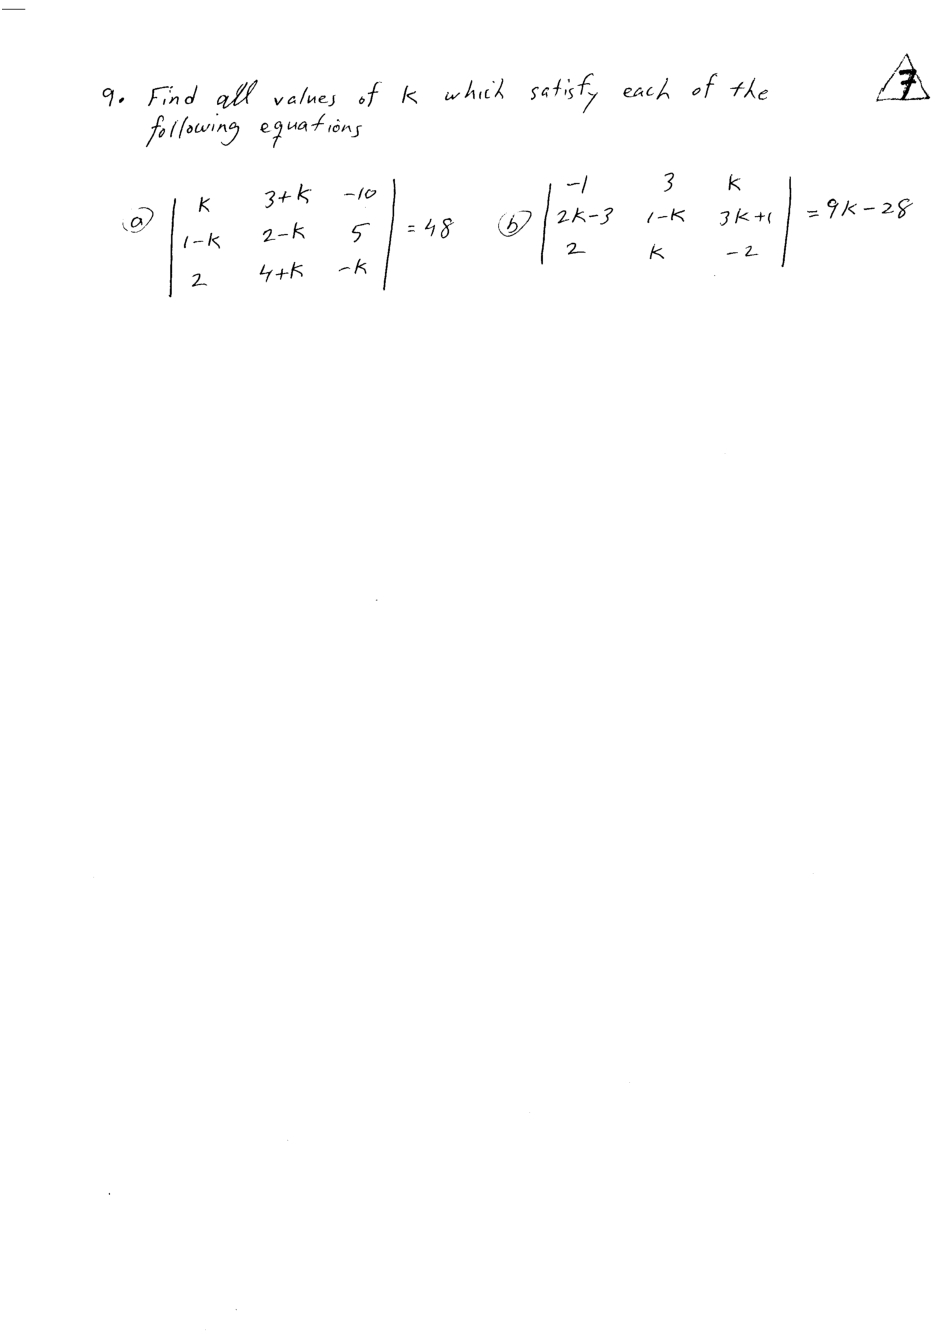 7
9. Find all values of k which satisfy each of the
following equations
(a) | k 3+k -10 |
| 1-k 2-k 5 | = 48
| 2 4+k -k |
(b) | -1 3 k |
| 2k-3 1-k 3k+1 | = 9k-28
| 2 k -2 |